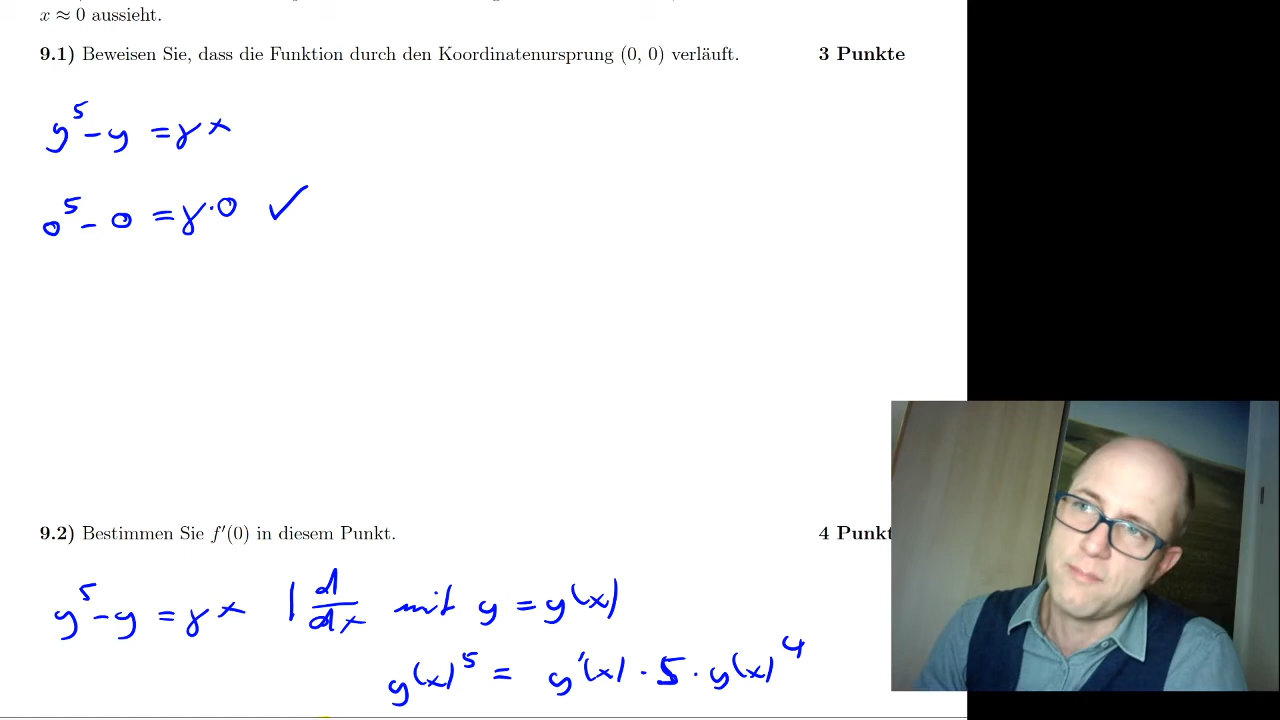 x ≈ 0 aussieht.
9.1) Beweisen Sie, dass die Funktion durch den Koordinatenursprung (0, 0) verläuft. 3 Punkte
y⁵ - y = γx
0⁵ - 0 = γ·0 ✓
9.2) Bestimmen Sie f′(0) in diesem Punkt. 4 Punkt
y⁵ - y = γx | d/dx mit y = y(x)
y(x)⁵ = y′(x) · 5 · y(x)⁴